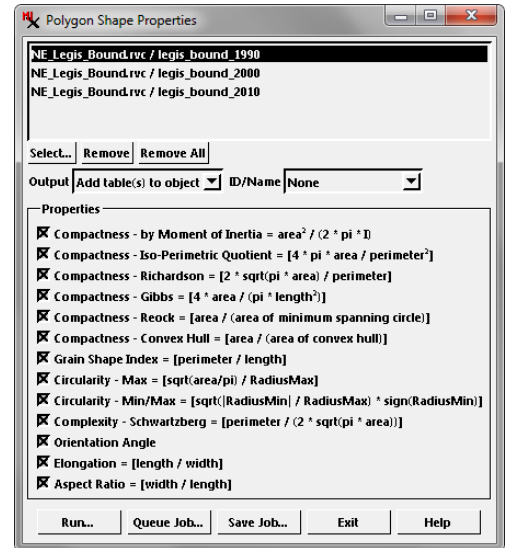 Polygon Shape Properties
NE_Legis_Bound.rvc / legis_bound_1990
NE_Legis_Bound.rvc / legis_bound_2000
NE_Legis_Bound.rvc / legis_bound_2010
Select... Remove Remove All
Output Add table(s) to object ID/Name None
Properties
Compactness - by Moment of Inertia = area² / (2 * pi * I)
Compactness - Iso-Perimetric Quotient = [4 * pi * area / perimeter²]
Compactness - Richardson = [2 * sqrt(pi * area) / perimeter]
Compactness - Gibbs = [4 * area / (pi * length²)]
Compactness - Reock = [area / (area of minimum spanning circle)]
Compactness - Convex Hull = [area / (area of convex hull)]
Grain Shape Index = [perimeter / length]
Circularity - Max = [sqrt(area/pi) / RadiusMax]
Circularity - Min/Max = [sqrt(|RadiusMin| / RadiusMax) * sign(RadiusMin)]
Complexity - Schwartzberg = [perimeter / (2 * sqrt(pi * area))]
Orientation Angle
Elongation = [length / width]
Aspect Ratio = [width / length]
Run... Queue Job... Save Job... Exit Help